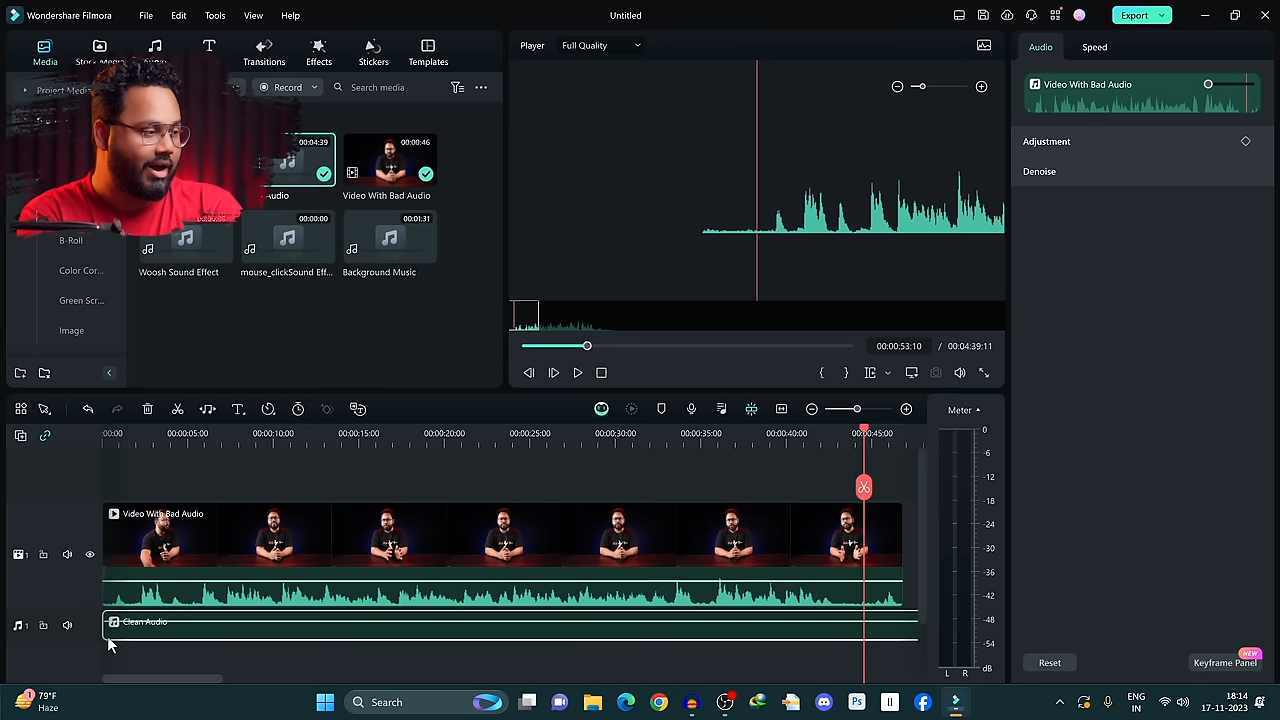 Wondershare Filmora
File
Edit
Tools
View
Help
Untitled
Export
Media
Transitions
Effects
Stickers
Templates
Project Media
Record
Search media
00:04:39
00:00:46
Audio
Video With Bad Audio
00:00:00
00:01:31
Woosh Sound Effect
mouse_clickSound Eff...
Background Music
B-Roll
Color Cor...
Green Scr...
Image
Player
Full Quality
00:00:53:10 / 00:04:39:11
Audio
Speed
Video With Bad Audio
Adjustment
Denoise
Reset
Keyframe Panel
NEW
:00:00
00:00:05:00
00:00:10:00
00:00:15:00
00:00:20:00
00:00:25:00
00:00:30:00
00:00:35:00
00:00:40:00
00:00:45:00
Video With Bad Audio
1
Clean Audio
1
Meter
0
-6
-12
-18
-24
-30
-36
-42
-48
-54
dB
L R
1
79°F
Haze
Search
Ps
ENG
IN
18:14
17-11-2023